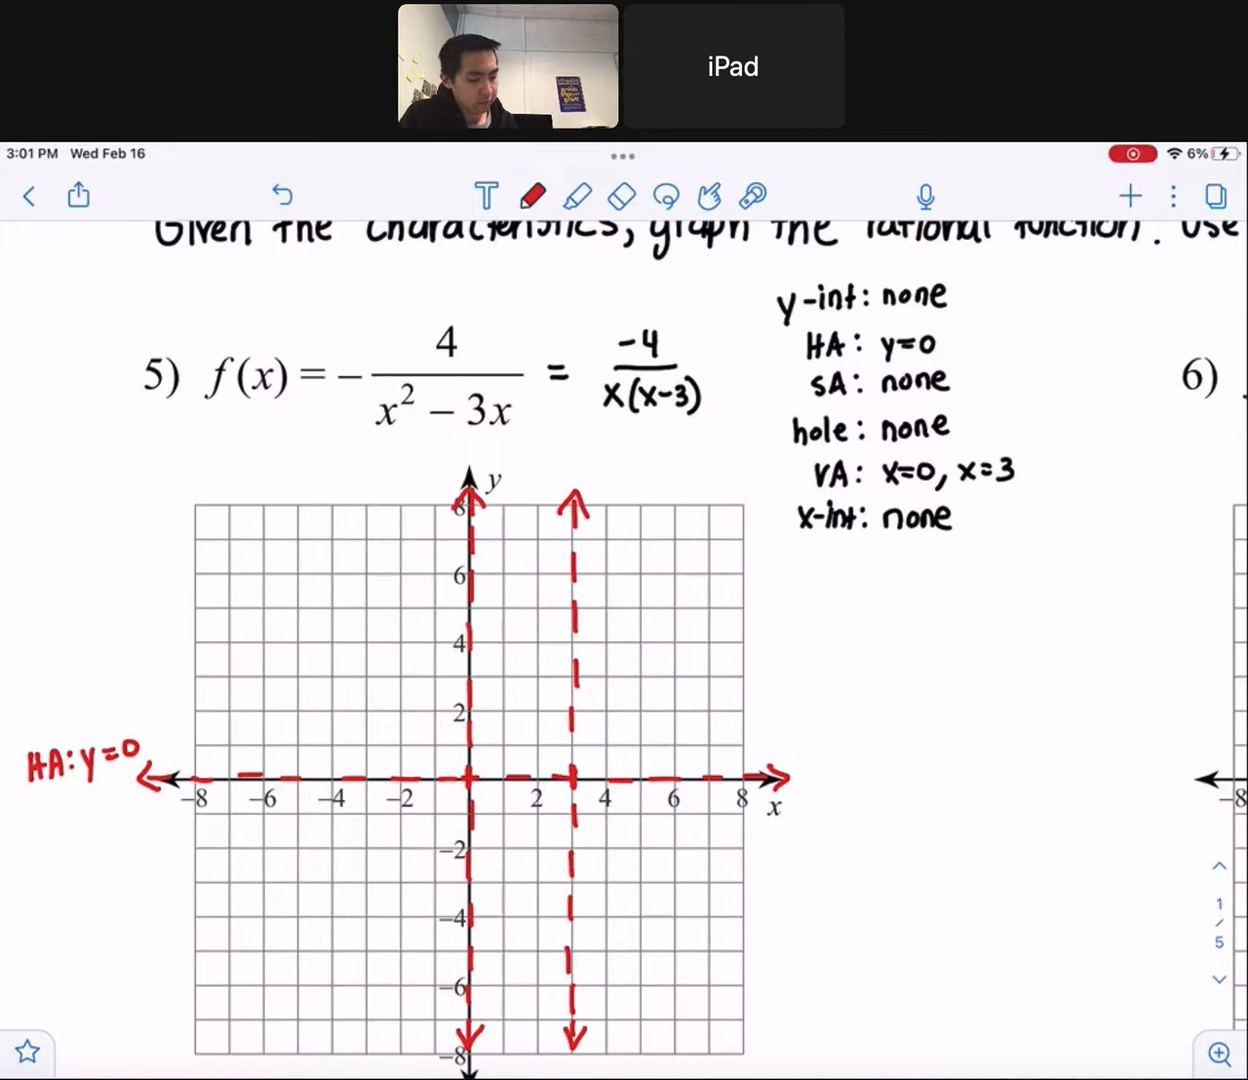 iPad
3:01 PM Wed Feb 16
6%
T
Given the characteristics, graph the rational function. Use
y-int: none
HA: y=0
SA: none
hole: none
VA: x=0, x=3
x-int: none
5) f(x) = - 4 / (x² - 3x) = -4 / x(x-3)
6)
y
8
6
4
2
HA: y=0
-8 -6 -4 -2 2 4 6 8 x
-8
-2
-4
-6
-8
1
/
5